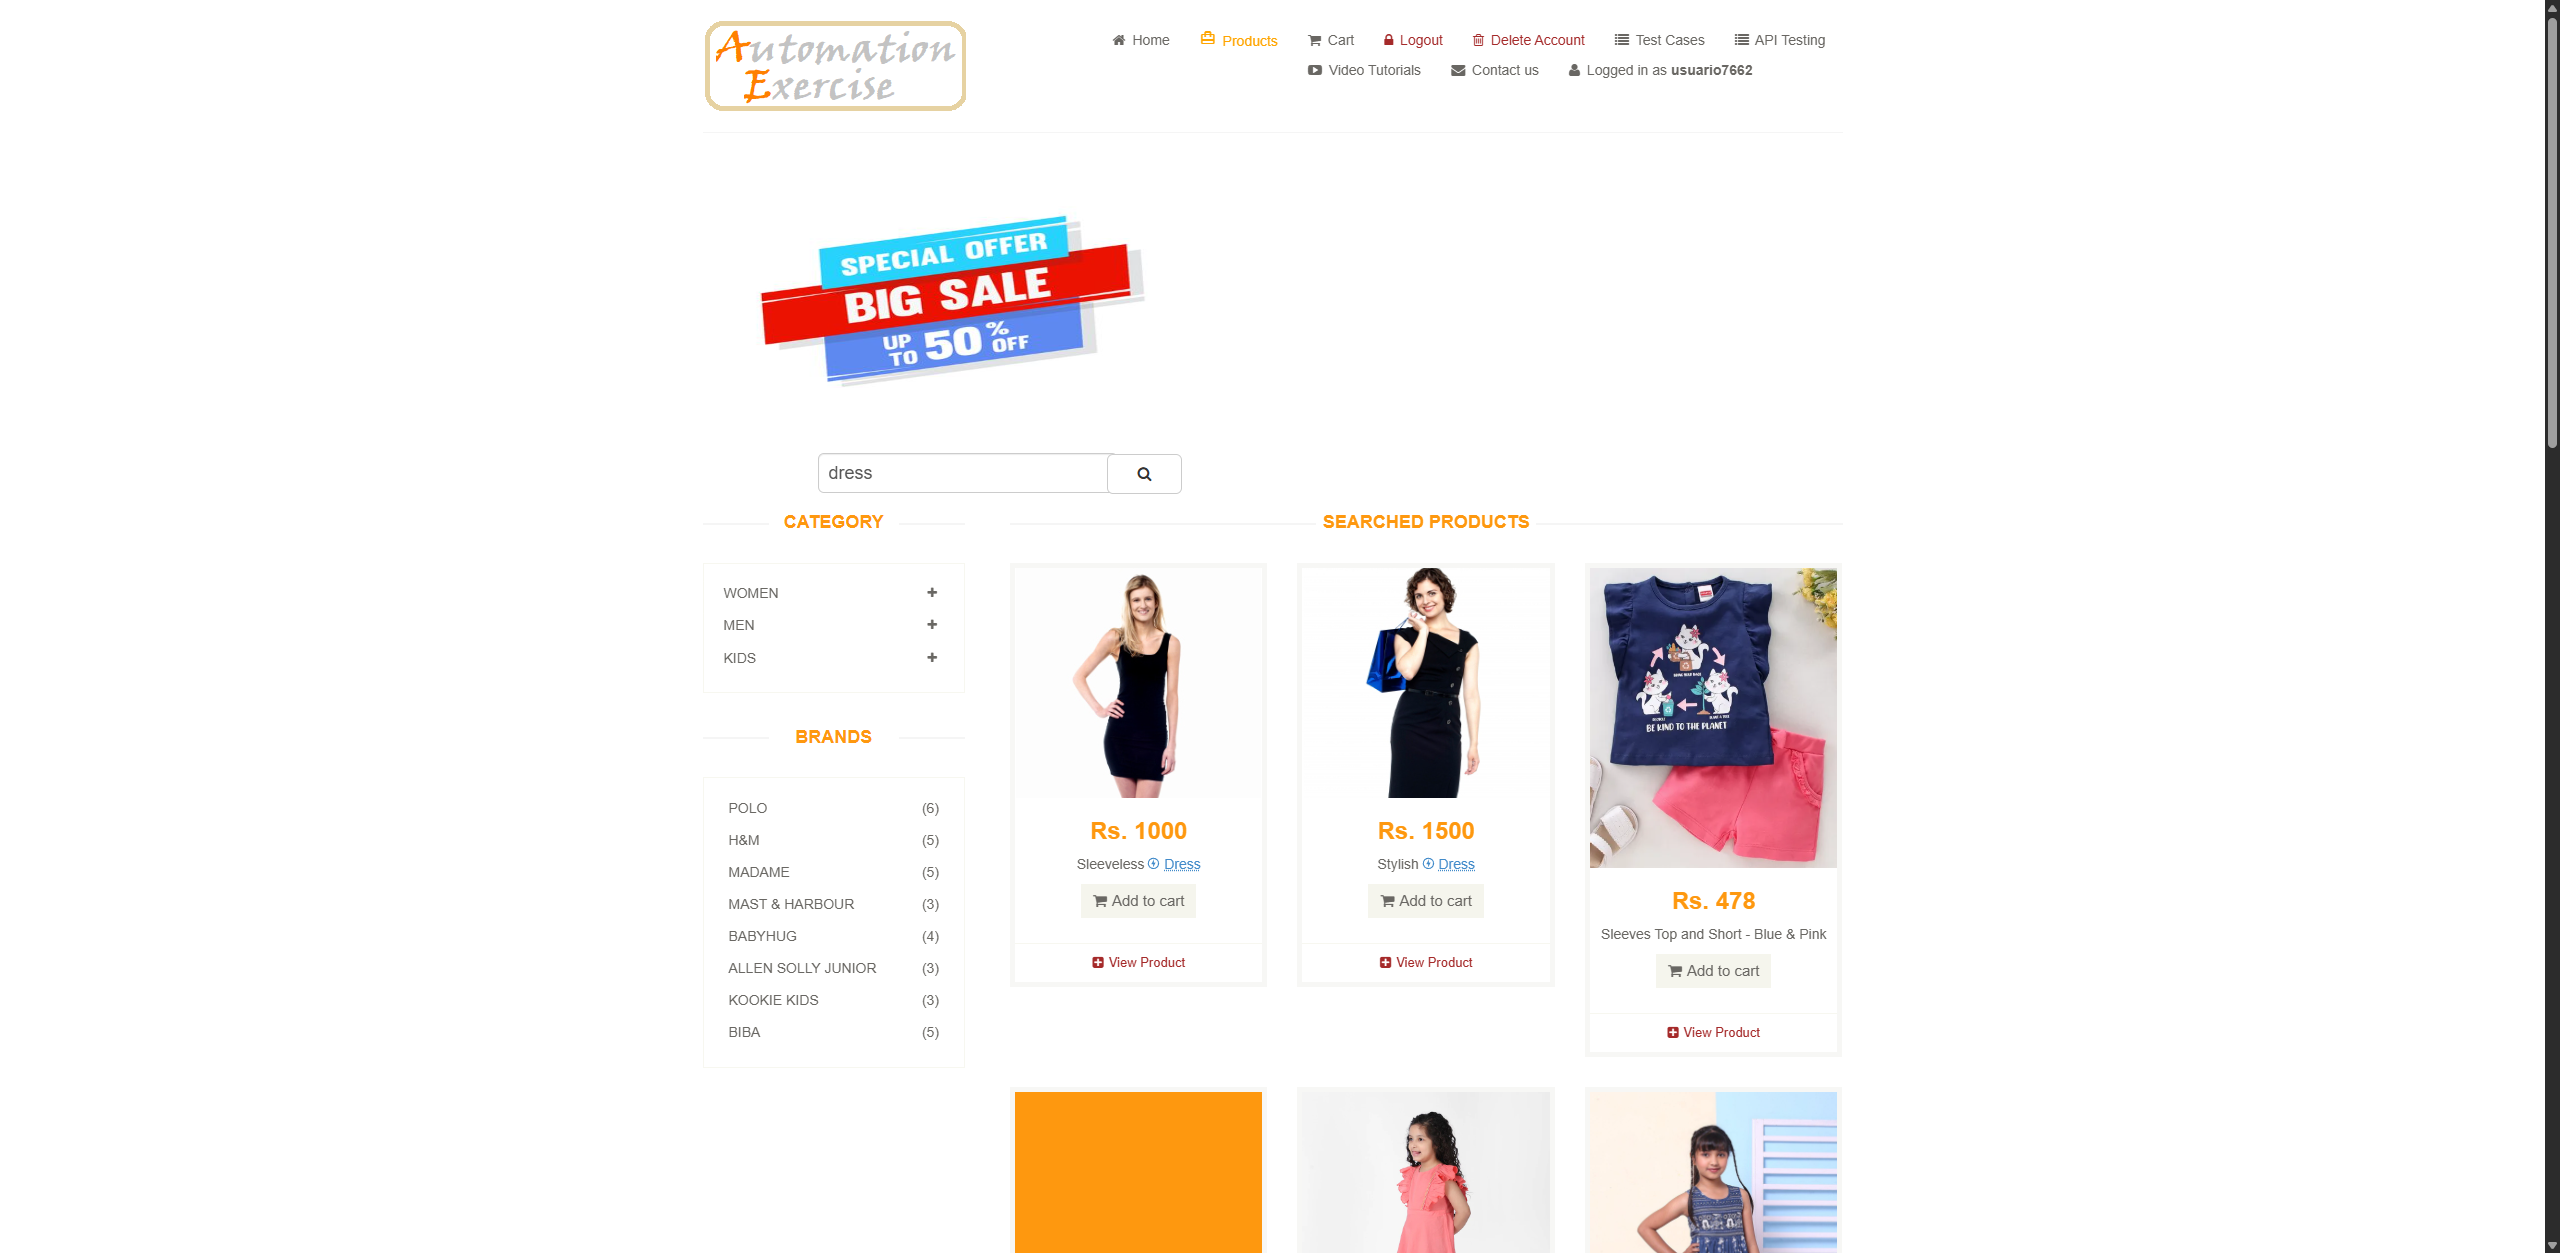 Automation
Exercise
Home
Products
Cart
Logout
Delete Account
Test Cases
API Testing
Video Tutorials
Contact us
Logged in as usuario7662
SPECIAL OFFER
BIG SALE
UP TO 50% OFF
dress
CATEGORY
WOMEN
MEN
KIDS
BRANDS
POLO (6)
H&M (5)
MADAME (5)
MAST & HARBOUR (3)
BABYHUG (4)
ALLEN SOLLY JUNIOR (3)
KOOKIE KIDS (3)
BIBA (5)
SEARCHED PRODUCTS
Rs. 1000
Sleeveless Dress
Add to cart
View Product
Rs. 1500
Stylish Dress
Add to cart
View Product
BE KIND TO THE PLANET
Rs. 478
Sleeves Top and Short - Blue & Pink
Add to cart
View Product